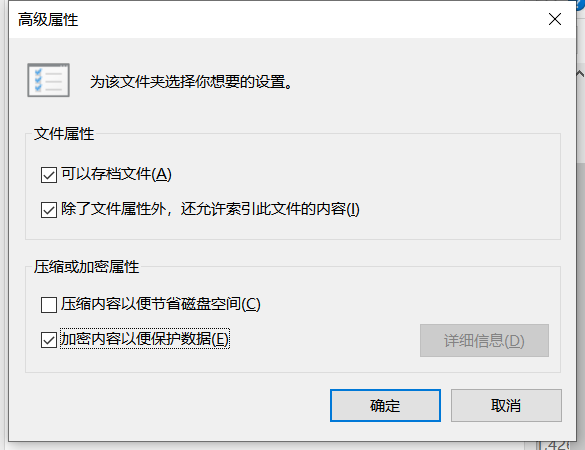 高级属性
为该文件夹选择你想要的设置。
文件属性
可以存档文件(A)
除了文件属性外，还允许索引此文件的内容(I)
压缩或加密属性
压缩内容以便节省磁盘空间(C)
加密内容以便保护数据(E)
详细信息(D)
确定
取消